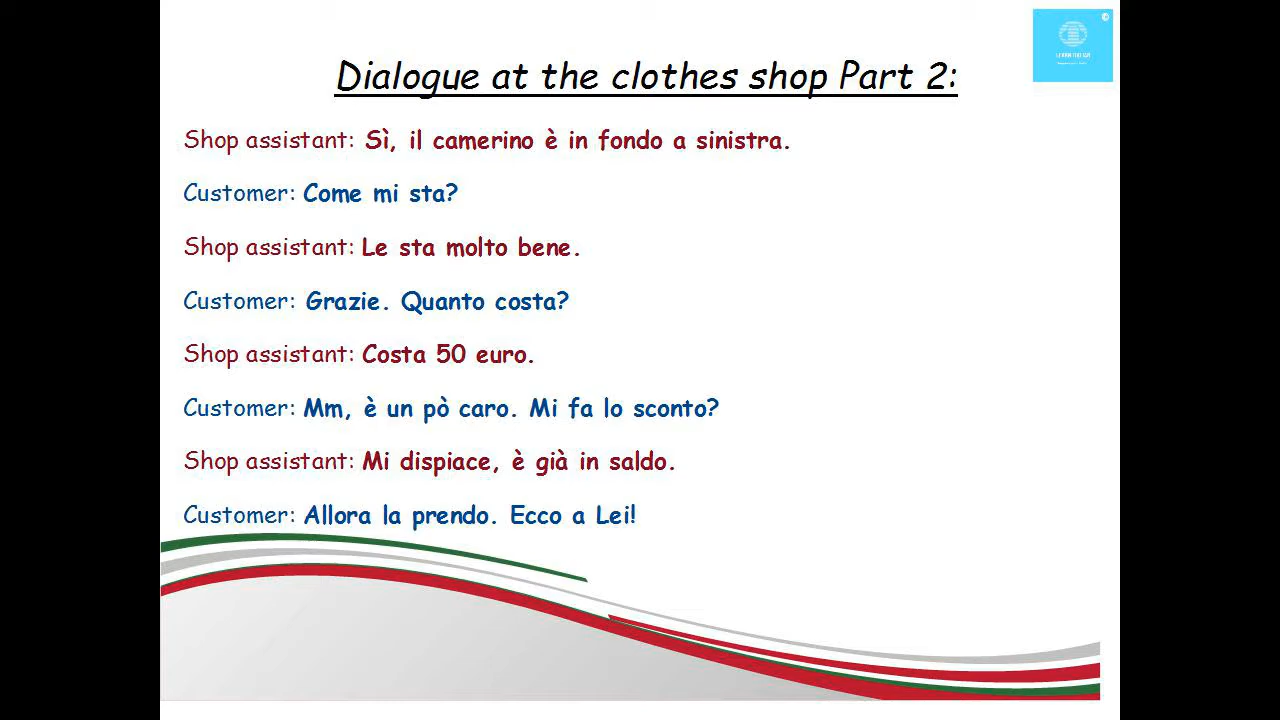 ©
Dialogue at the clothes shop Part 2:
Shop assistant: Sì, il camerino è in fondo a sinistra.
Customer: Come mi sta?
Shop assistant: Le sta molto bene.
Customer: Grazie. Quanto costa?
Shop assistant: Costa 50 euro.
Customer: Mm, è un pò caro. Mi fa lo sconto?
Shop assistant: Mi dispiace, è già in saldo.
Customer: Allora la prendo. Ecco a Lei!